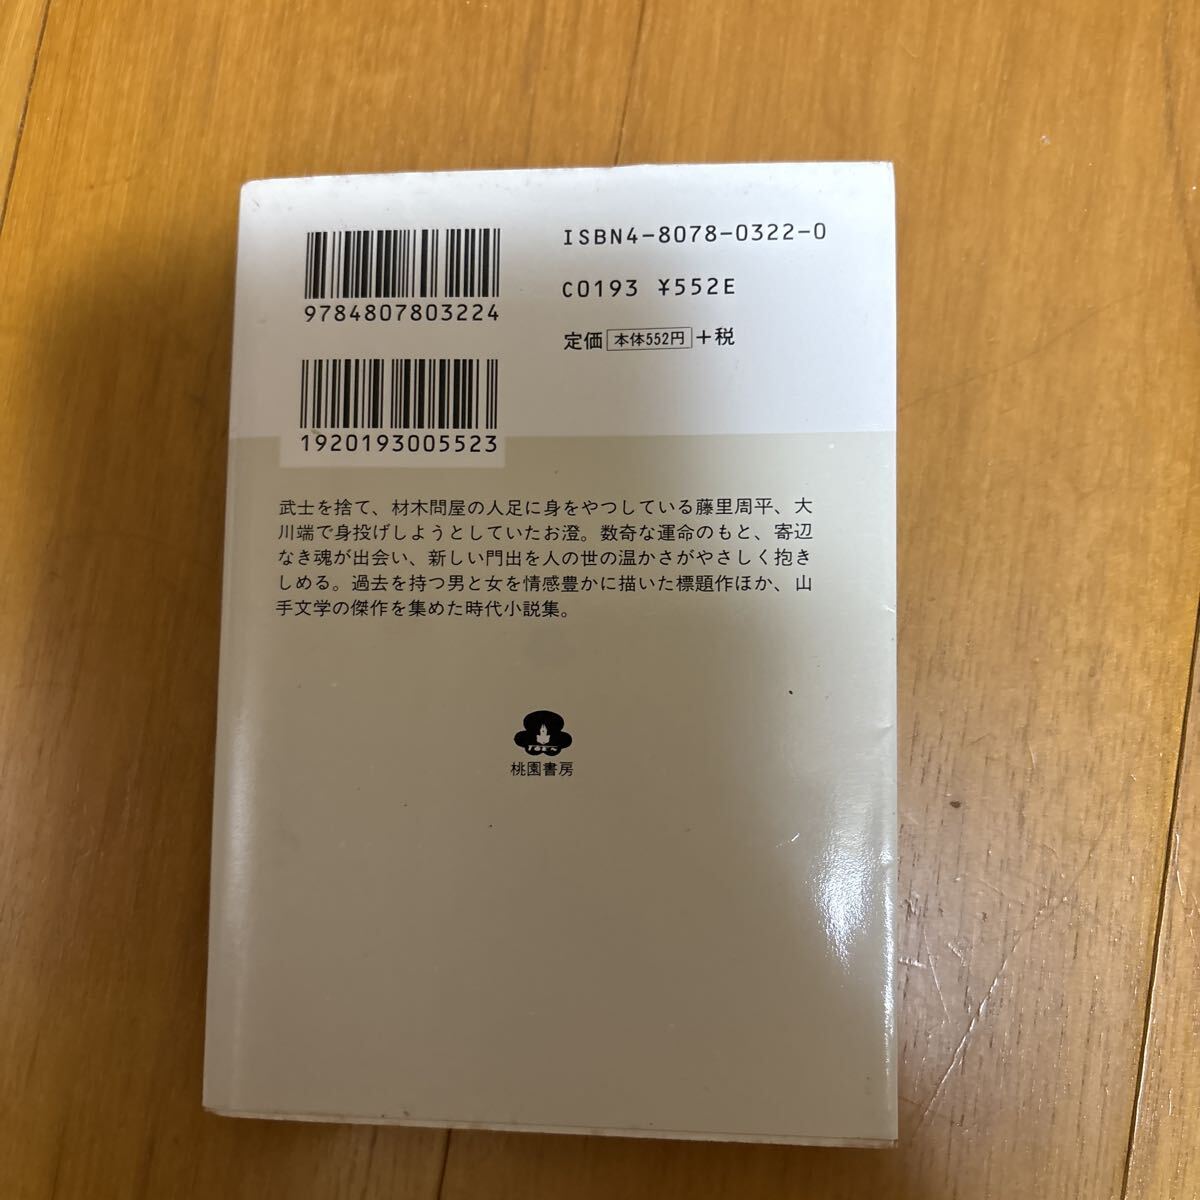 ISBN4-8078-0322-0
9784807803224
C0193 ¥552E
定価 本体552円 +税
1920193005523
武士を捨て、材木問屋の人足に身をやつしている藤里周平、大
川端で身投げしようとしていたお澄。数奇な運命のもと、寄辺
なき魂が出会い、新しい門出を人の世の温かさがやさしく抱き
しめる。過去を持つ男と女を情感豊かに描いた標題作ほか、山
手文学の傑作を集めた時代小説集。
TOEN
桃園書房